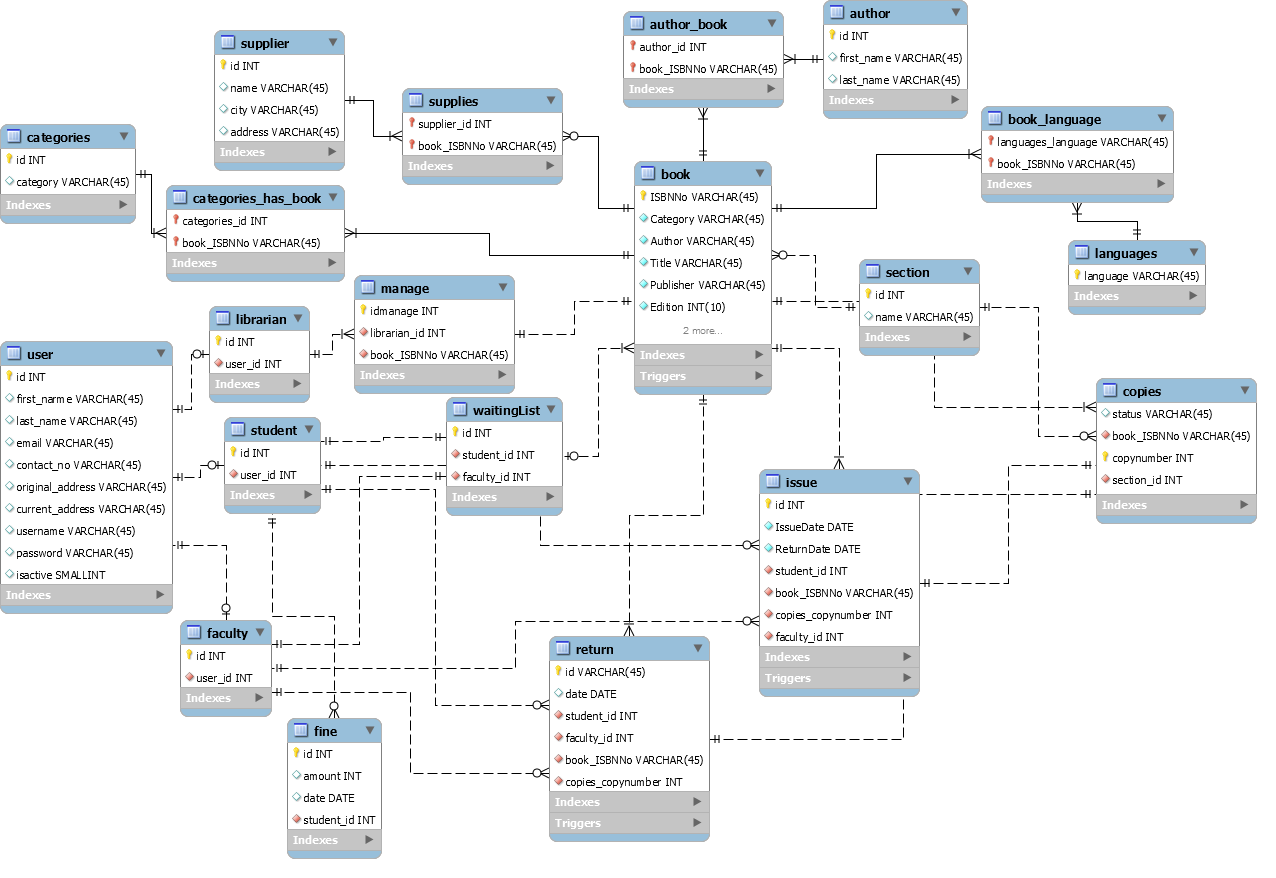 supplier
id INT
name VARCHAR(45)
city VARCHAR(45)
address VARCHAR(45)
Indexes
supplies
supplier_id INT
book_ISBNNo VARCHAR(45)
Indexes
author_book
author_id INT
book_ISBNNo VARCHAR(45)
Indexes
author
id INT
first_name VARCHAR(45)
last_name VARCHAR(45)
Indexes
categories
id INT
category VARCHAR(45)
Indexes
categories_has_book
categories_id INT
book_ISBNNo VARCHAR(45)
Indexes
book
ISBNNo VARCHAR(45)
Category VARCHAR(45)
Author VARCHAR(45)
Title VARCHAR(45)
Publisher VARCHAR(45)
Edition INT(10)
2 more...
Indexes
Triggers
book_language
languages_language VARCHAR(45)
book_ISBNNo VARCHAR(45)
Indexes
languages
language VARCHAR(45)
Indexes
section
id INT
name VARCHAR(45)
Indexes
manage
idmanage INT
librarian_id INT
book_ISBNNo VARCHAR(45)
Indexes
librarian
id INT
user_id INT
Indexes
user
id INT
first_narme VARCHAR(45)
last_name VARCHAR(45)
email VARCHAR(45)
contact_no VARCHAR(45)
original_address VARCHAR(45)
current_address VARCHAR(45)
username VARCHAR(45)
password VARCHAR(45)
isactive SMALLINT
Indexes
student
id INT
user_id INT
Indexes
waitingList
id INT
student_id INT
faculty_id INT
Indexes
copies
status VARCHAR(45)
book_ISBNNo VARCHAR(45)
copynumber INT
section_id INT
Indexes
issue
id INT
IssueDate DATE
ReturnDate DATE
student_id INT
book_ISBNNo VARCHAR(45)
copies_copynumber INT
faculty_id INT
Indexes
Triggers
faculty
id INT
user_id INT
Indexes
return
id VARCHAR(45)
date DATE
student_id INT
faculty_id INT
book_ISBNNo VARCHAR(45)
copies_copynumber INT
Indexes
Triggers
fine
id INT
amount INT
date DATE
student_id INT
Indexes